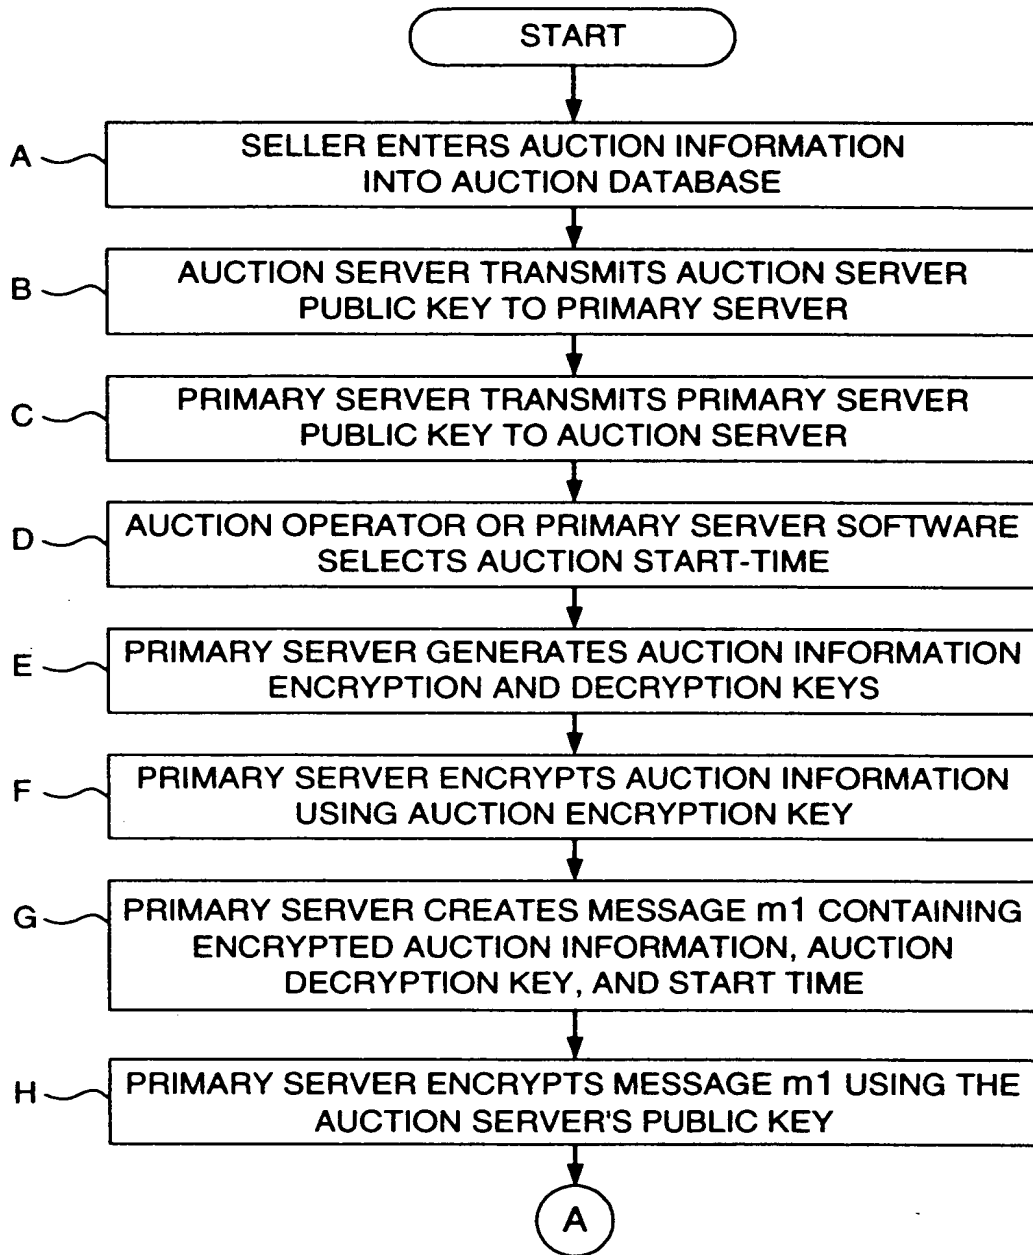 START
A
SELLER ENTERS AUCTION INFORMATION
INTO AUCTION DATABASE
B
AUCTION SERVER TRANSMITS AUCTION SERVER
PUBLIC KEY TO PRIMARY SERVER
C
PRIMARY SERVER TRANSMITS PRIMARY SERVER
PUBLIC KEY TO AUCTION SERVER
D
AUCTION OPERATOR OR PRIMARY SERVER SOFTWARE
SELECTS AUCTION START-TIME
E
PRIMARY SERVER GENERATES AUCTION INFORMATION
ENCRYPTION AND DECRYPTION KEYS
F
PRIMARY SERVER ENCRYPTS AUCTION INFORMATION
USING AUCTION ENCRYPTION KEY
G
PRIMARY SERVER CREATES MESSAGE m1 CONTAINING
ENCRYPTED AUCTION INFORMATION, AUCTION
DECRYPTION KEY, AND START TIME
H
PRIMARY SERVER ENCRYPTS MESSAGE m1 USING THE
AUCTION SERVER'S PUBLIC KEY
A